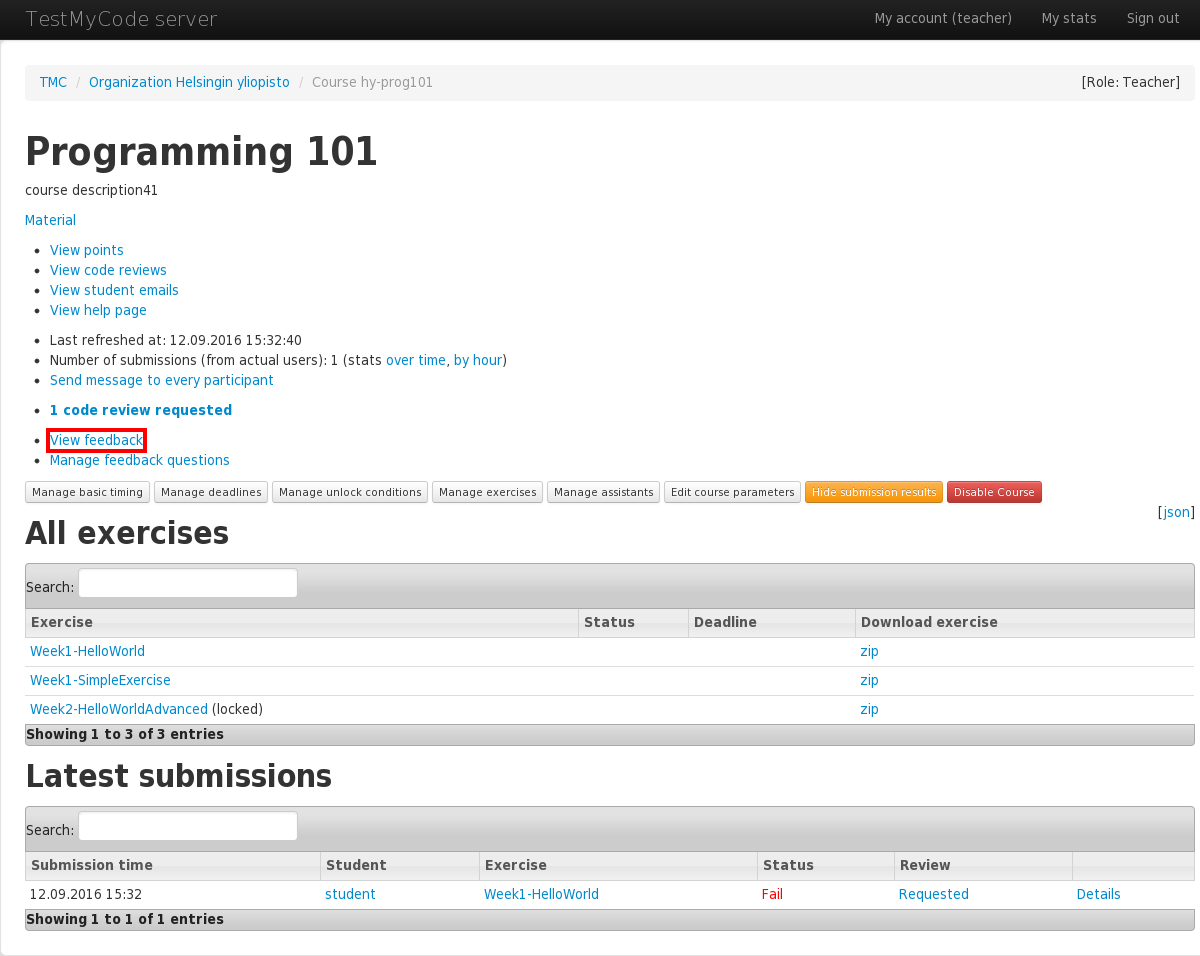 TestMyCode server My account (teacher) My stats Sign out
TMC / Organization Helsingin yliopisto / Course hy-prog101 [Role: Teacher]
Programming 101
course description41
Material
• View points
• View code reviews
• View student emails
• View help page
• Last refreshed at: 12.09.2016 15:32:40
• Number of submissions (from actual users): 1 (stats over time, by hour)
• Send message to every participant
• 1 code review requested
• View feedback
• Manage feedback questions
Manage basic timing Manage deadlines Manage unlock conditions Manage exercises Manage assistants Edit course parameters Hide submission results Disable Course
[json]
All exercises
Search:
Exercise Status Deadline Download exercise
Week1-HelloWorld zip
Week1-SimpleExercise zip
Week2-HelloWorldAdvanced (locked) zip
Showing 1 to 3 of 3 entries
Latest submissions
Search:
Submission time Student Exercise Status Review
12.09.2016 15:32 student Week1-HelloWorld Fail Requested Details
Showing 1 to 1 of 1 entries